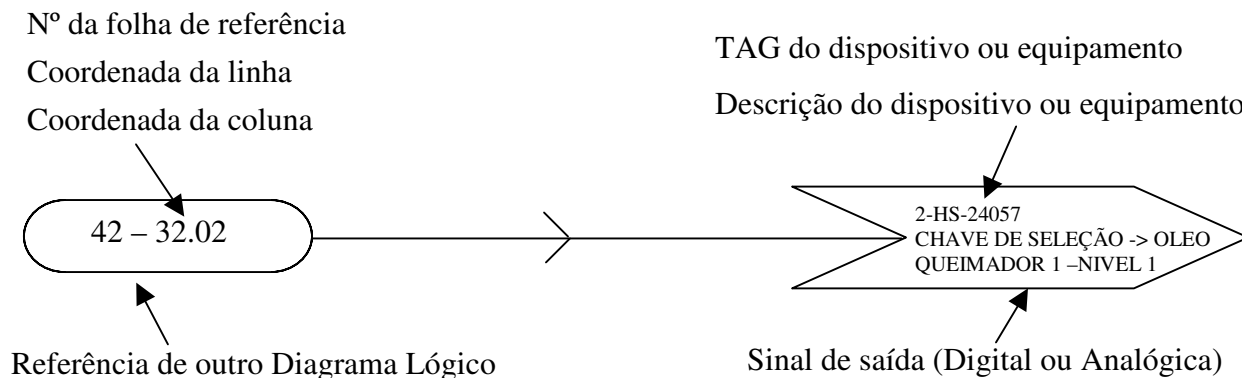 Nº da folha de referência
Coordenada da linha
Coordenada da coluna
TAG do dispositivo ou equipamento
Descrição do dispositivo ou equipamento
42 – 32.02
2-HS-24057
CHAVE DE SELEÇÃO -> OLEO
QUEIMADOR 1 –NIVEL 1
Referência de outro Diagrama Lógico
Sinal de saída (Digital ou Analógica)